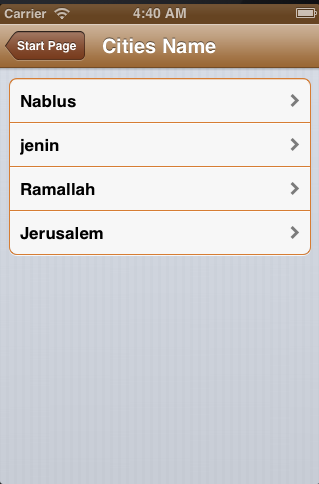 Carrier 4:40 AM
Start Page Cities Name
Nablus
jenin
Ramallah
Jerusalem